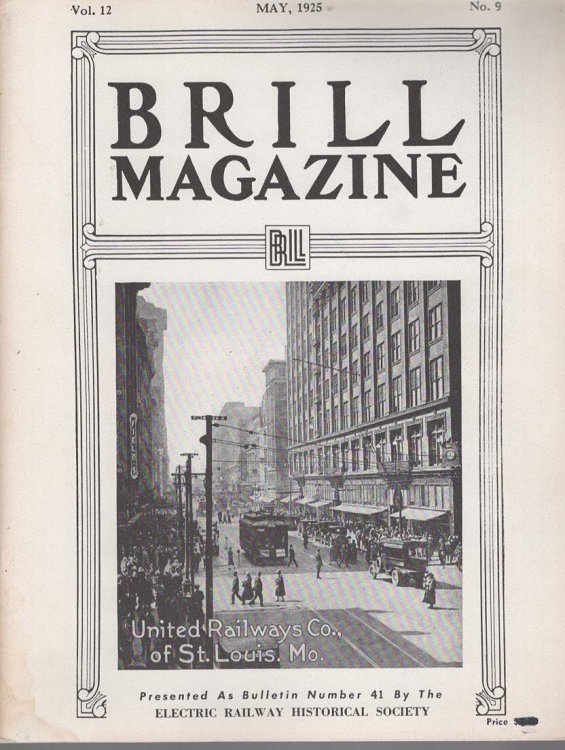 Vol. 12 MAY, 1925 No. 9
BRILL
MAGAZINE
BRILL
FIELD'S
United Railways Co.,
of St. Louis. Mo.
Presented As Bulletin Number 41 By The
ELECTRIC RAILWAY HISTORICAL SOCIETY
Price